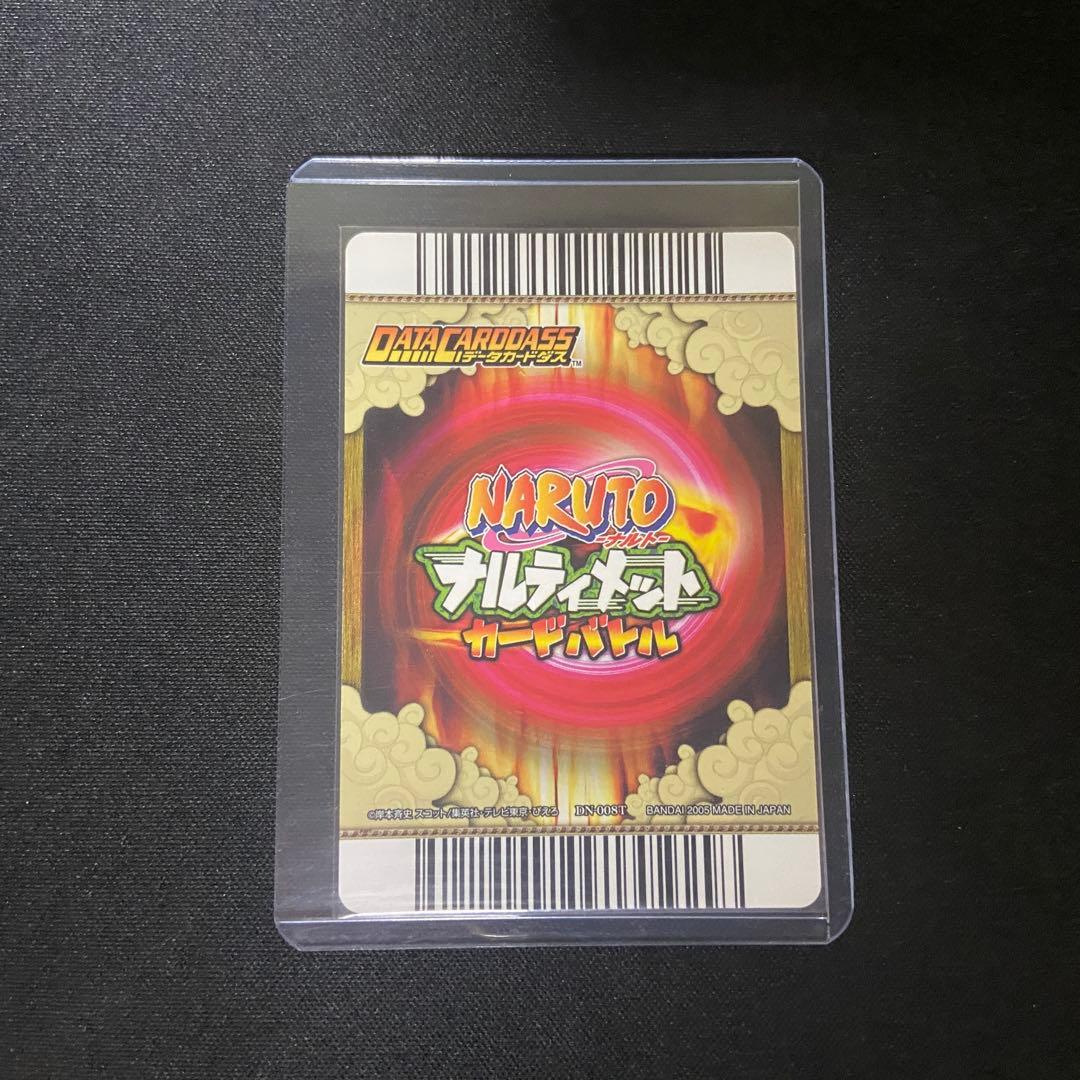 DATACARDDASS
データカードダス™
NARUTO
-ナルト-
ナルティメット
カードバトル
©岸本斉史 スコット/集英社・テレビ東京・ぴえろ DN-008T BANDAI 2005 MADE IN JAPAN